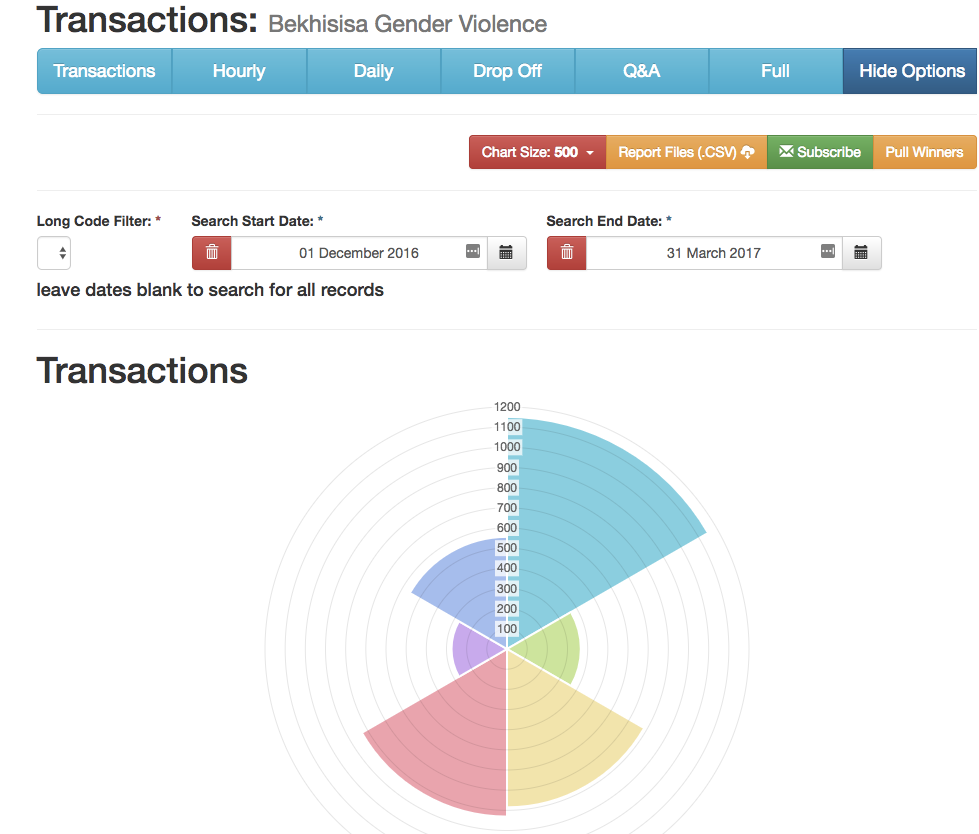 Transactions: Bekhisisa Gender Violence
Transactions Hourly Daily Drop Off Q&A Full Hide Options
Chart Size: 500 Report Files (.CSV) Subscribe Pull Winners
Long Code Filter: * Search Start Date: * Search End Date: *
01 December 2016 31 March 2017
leave dates blank to search for all records
Transactions
1200
1100
1000
900
800
700
600
500
400
300
200
100